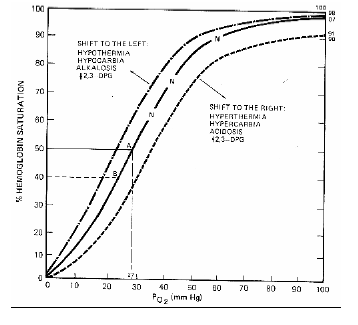 100
98
97
91
90
100
90
80
70
60
50
40
30
20
10
0
% HEMOGLOBIN SATURATION
SHIFT TO THE LEFT:
HYPOTHERMIA
HYPOCARBIA
ALKALOSIS
2,3-DPG
N
N
N
A
B
SHIFT TO THE RIGHT:
HYPERTHERMIA
HYPERCARBIA
ACIDOSIS
2,3-DPG
0 10 20 27 30 40 50 60 70 80 90 100
PO2 (mm Hg)